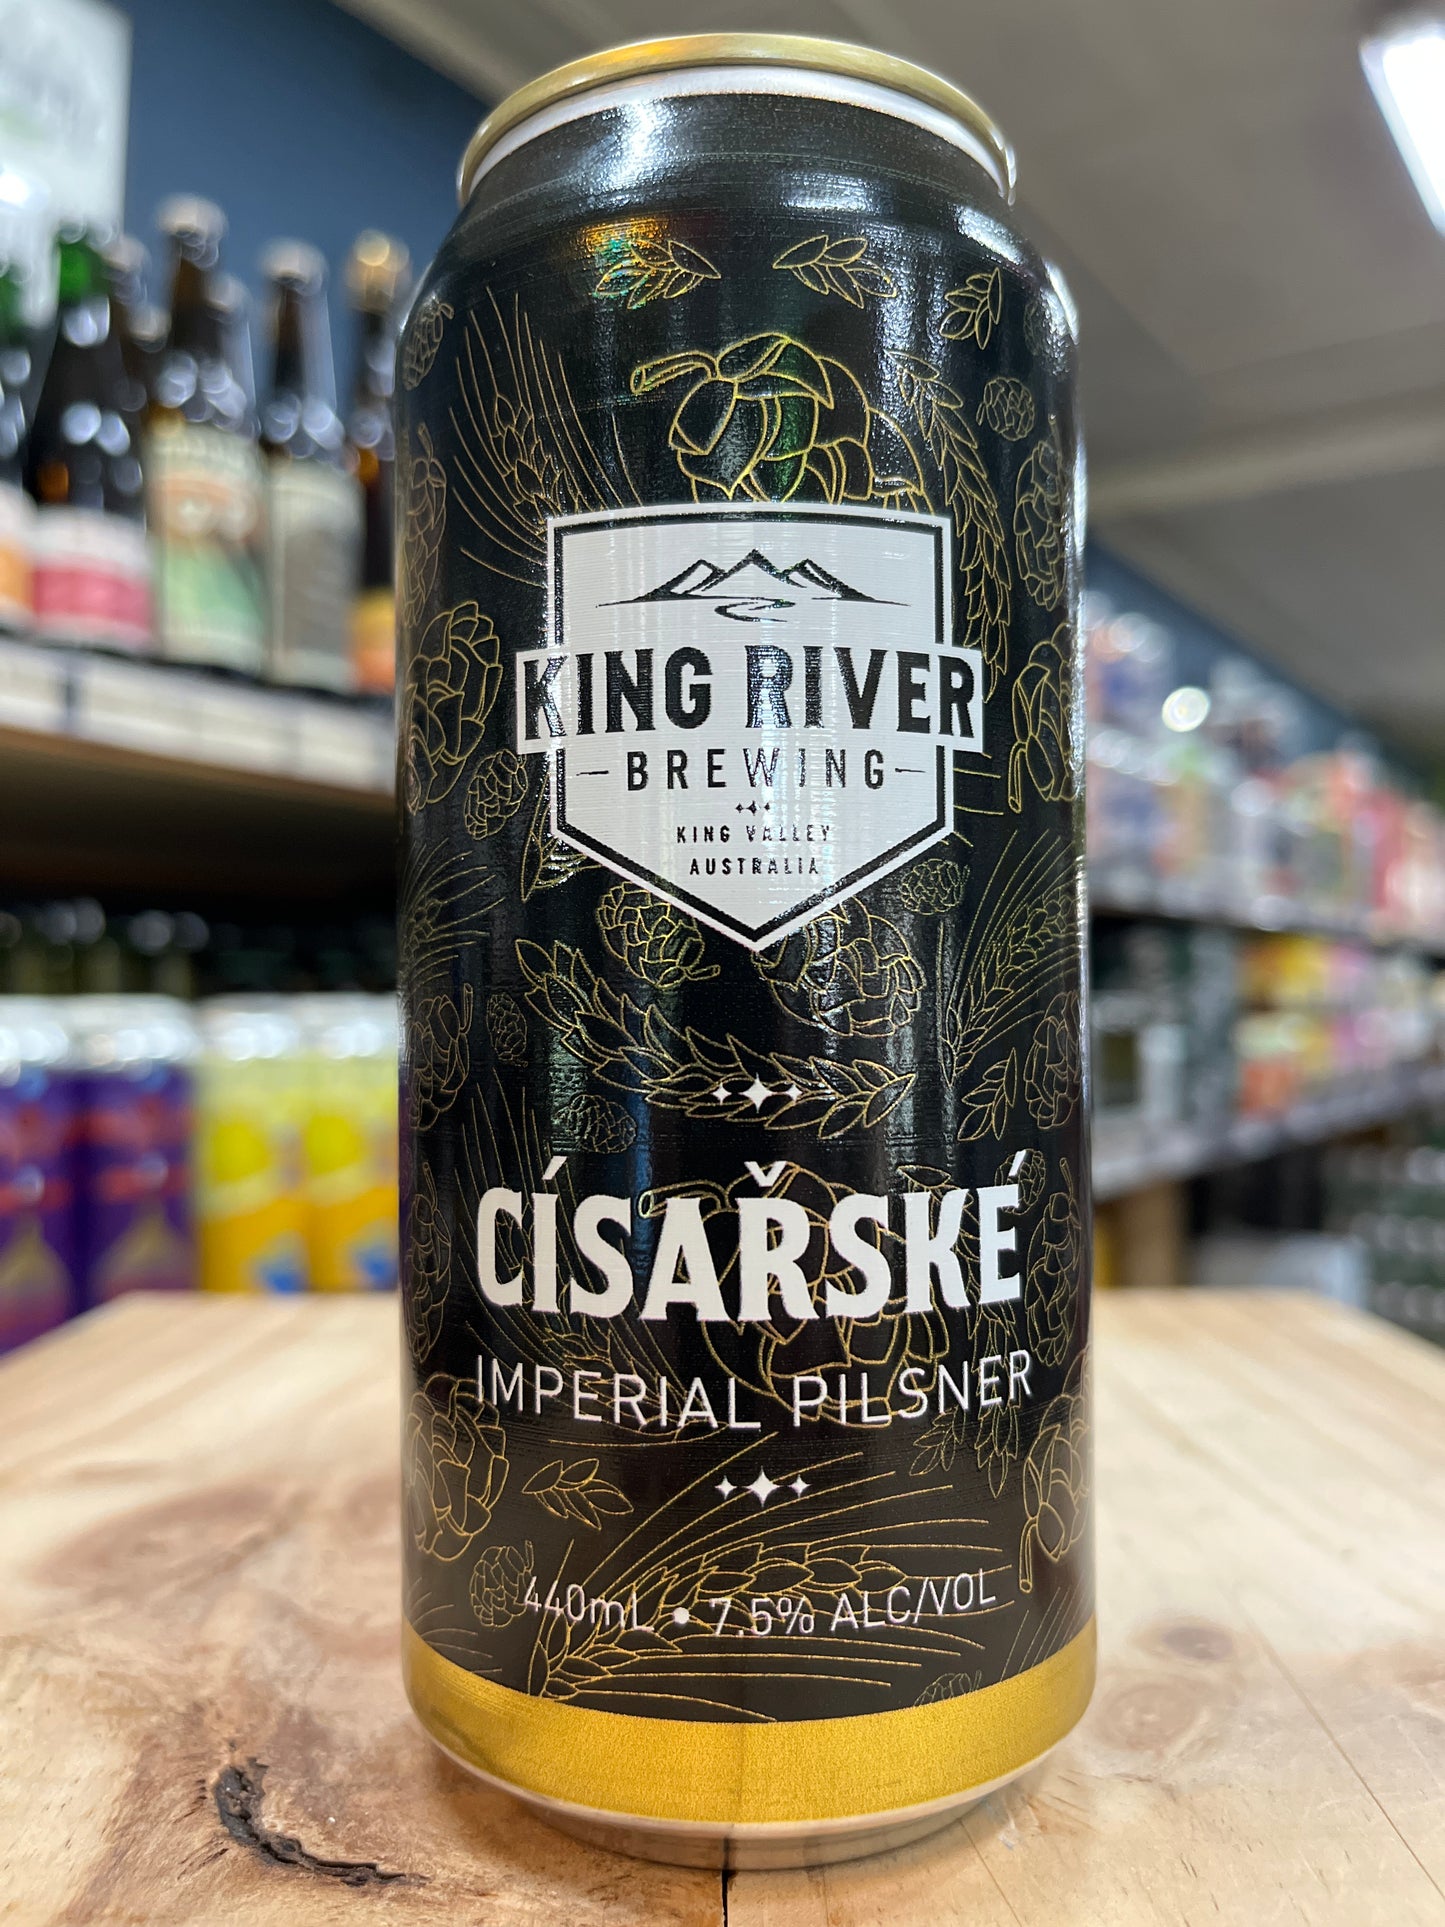 KING RIVER
BREWING
KING VALLEY
AUSTRALIA
CÍSAŘSKÉ
IMPERIAL PILSNER
440mL • 7.5% ALC/VOL